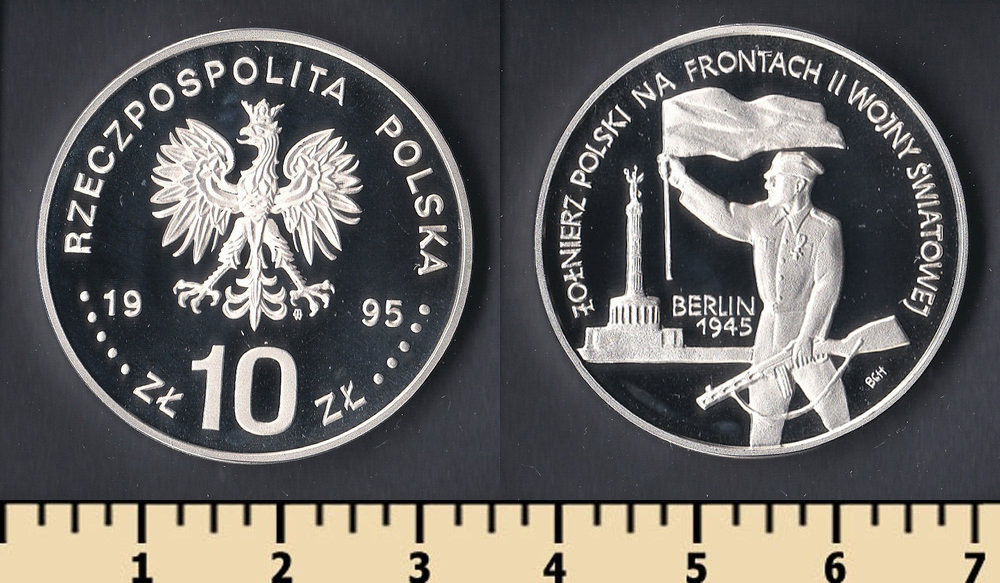 RZECZPOSPOLITA POLSKA
19 95
ZŁ 10 ZŁ
ŻOŁNIERZ POLSKI NA FRONTACH II WOJNY ŚWIATOWEJ
BERLIN
1945
BGH
1 2 3 4 5 6 7